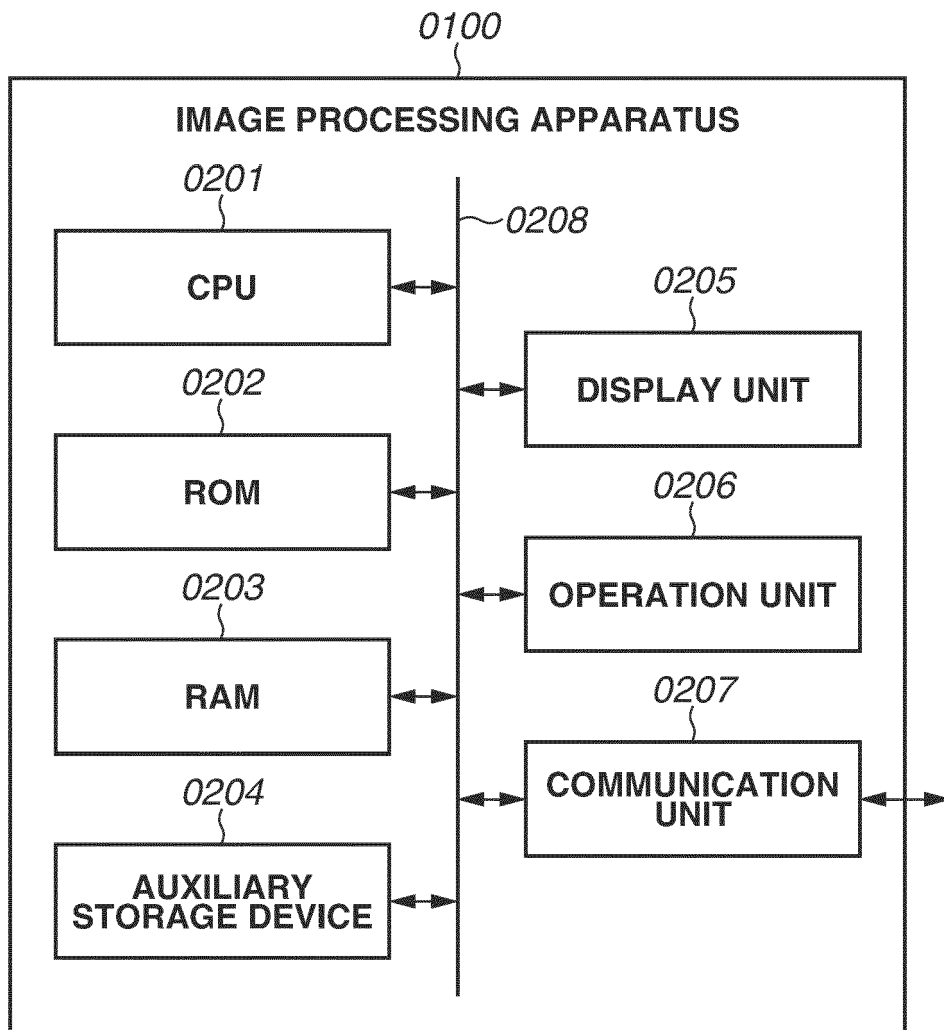 0100
IMAGE PROCESSING APPARATUS
0201
0208
CPU
0205
DISPLAY UNIT
0202
ROM
0206
OPERATION UNIT
0203
RAM
0207
COMMUNICATION
UNIT
0204
AUXILIARY
STORAGE DEVICE